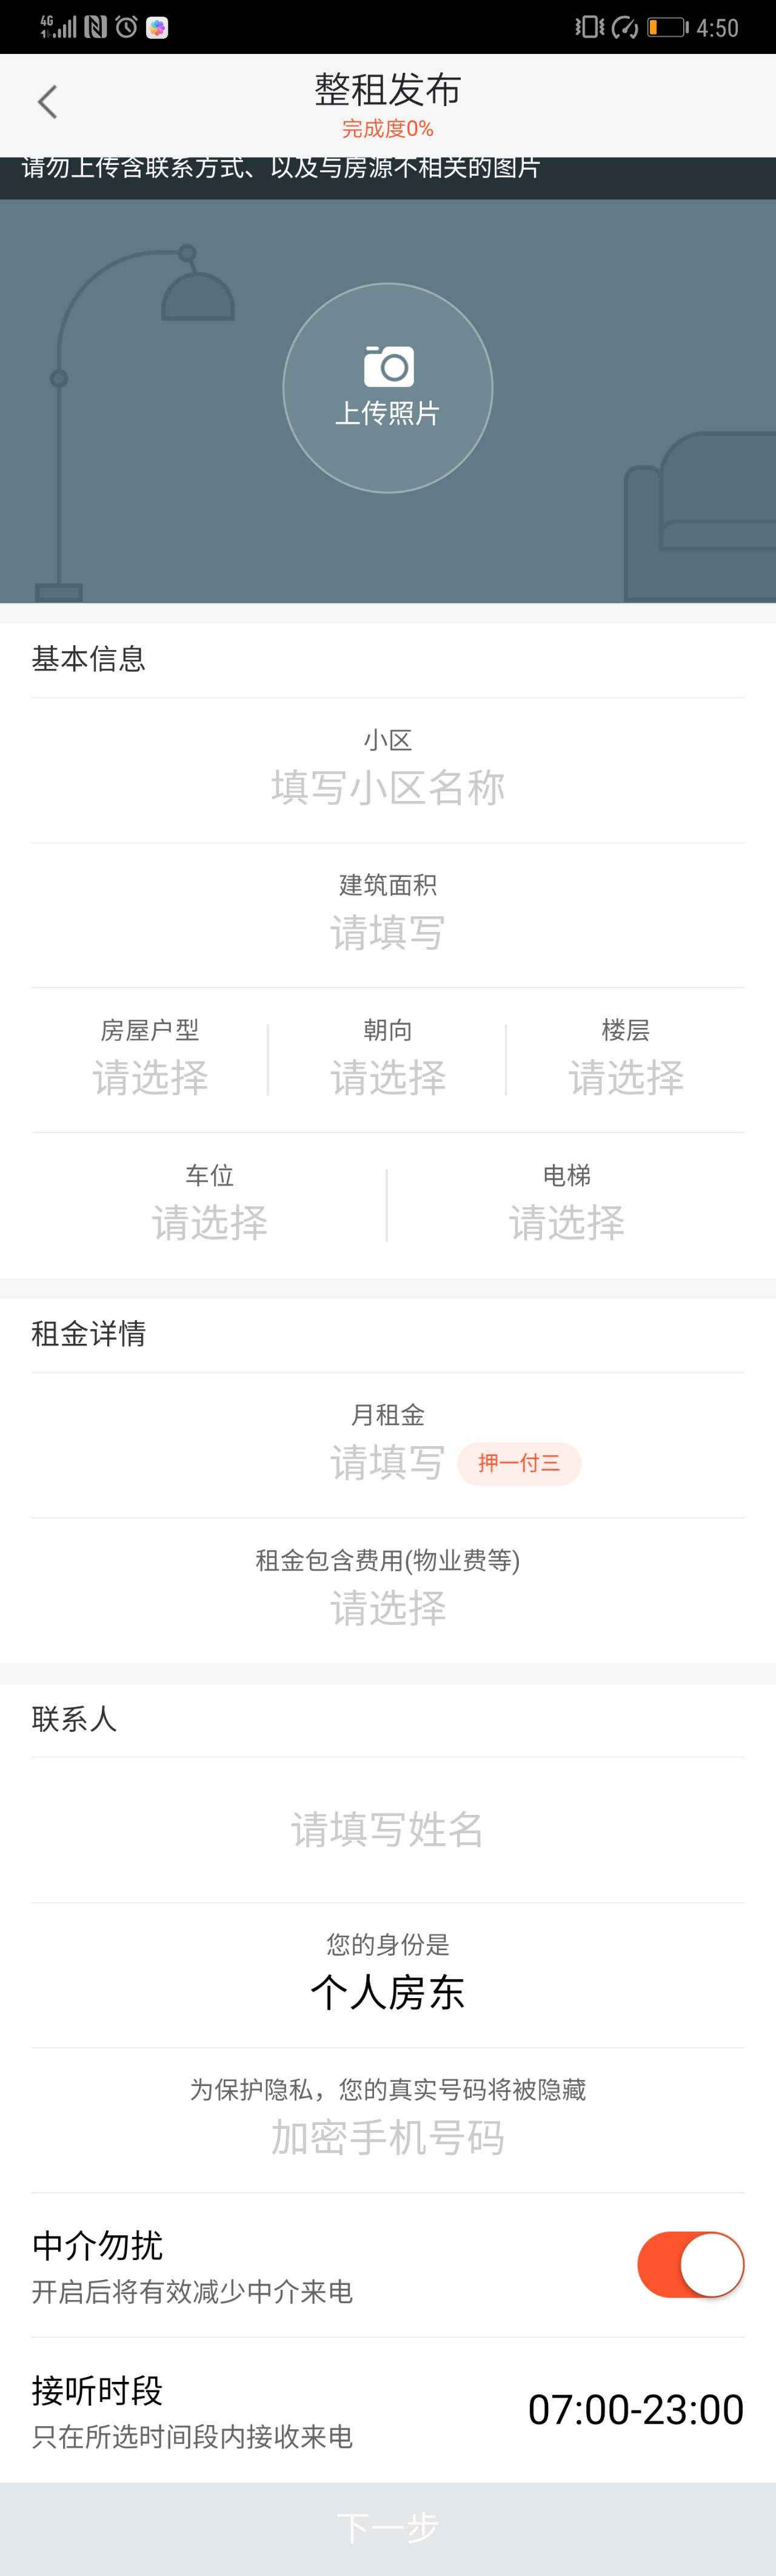 4G
4:50
整租发布
完成度0%
请勿上传含联系方式、以及与房源不相关的图片
上传照片
基本信息
小区
填写小区名称
建筑面积
请填写
房屋户型 朝向 楼层
请选择 请选择 请选择
车位 电梯
请选择 请选择
租金详情
月租金
请填写 押一付三
租金包含费用(物业费等)
请选择
联系人
请填写姓名
您的身份是
个人房东
为保护隐私，您的真实号码将被隐藏
加密手机号码
中介勿扰
开启后将有效减少中介来电
接听时段
07:00-23:00
只在所选时间段内接收来电
下一步